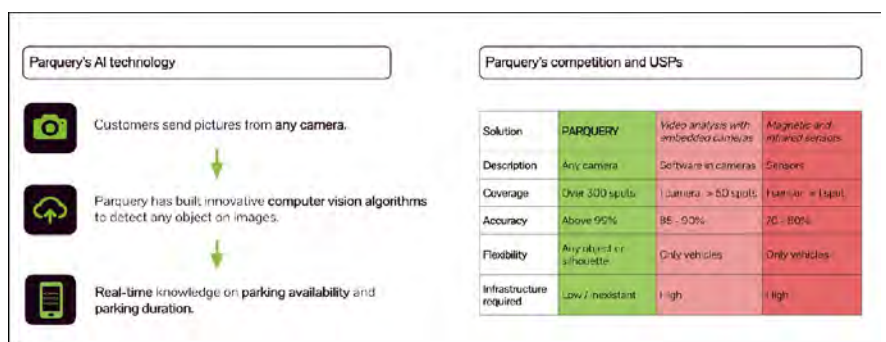 Parquery's AI technology
Customers send pictures from any camera.
Parquery has built innovative computer vision algorithms
to detect any object on images.
Real-time knowledge on parking availability and
parking duration.
Parquery's competition and USPs
Solution PARQUERY Video analysis with embedded cameras Magnetic and infrared sensors
Description Any camera Software in cameras Sensors
Coverage Over 300 spots 1 camera > 50 spots 1 sensor = 1 spot
Accuracy Above 99% 85 - 90% 70 - 80%
Flexibility Any object or silhouette Only vehicles Only vehicles
Infrastructure required Low / inexistant High High